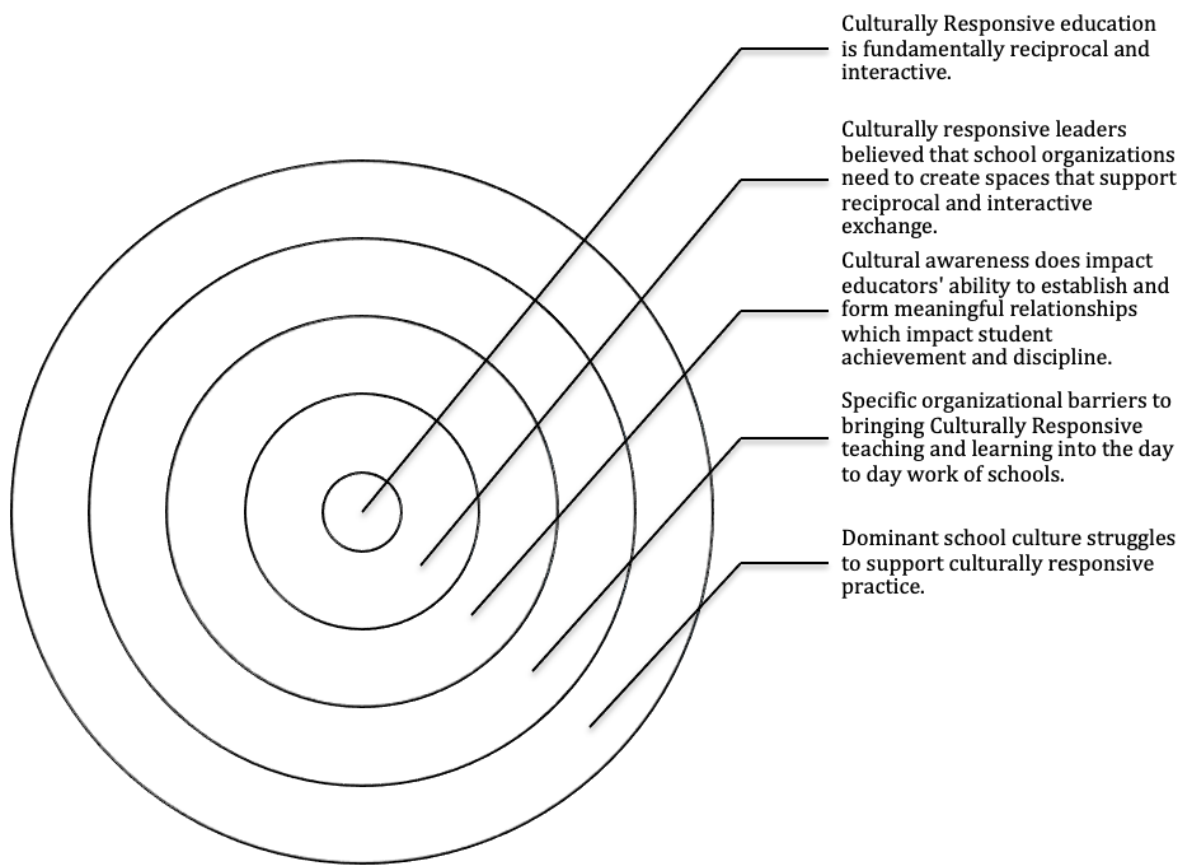 Culturally Responsive education
is fundamentally reciprocal and
interactive.
Culturally responsive leaders
believed that school organizations
need to create spaces that support
reciprocal and interactive
exchange.
Cultural awareness does impact
educators' ability to establish and
form meaningful relationships
which impact student
achievement and discipline.
Specific organizational barriers to
bringing Culturally Responsive
teaching and learning into the day
to day work of schools.
Dominant school culture struggles
to support culturally responsive
practice.